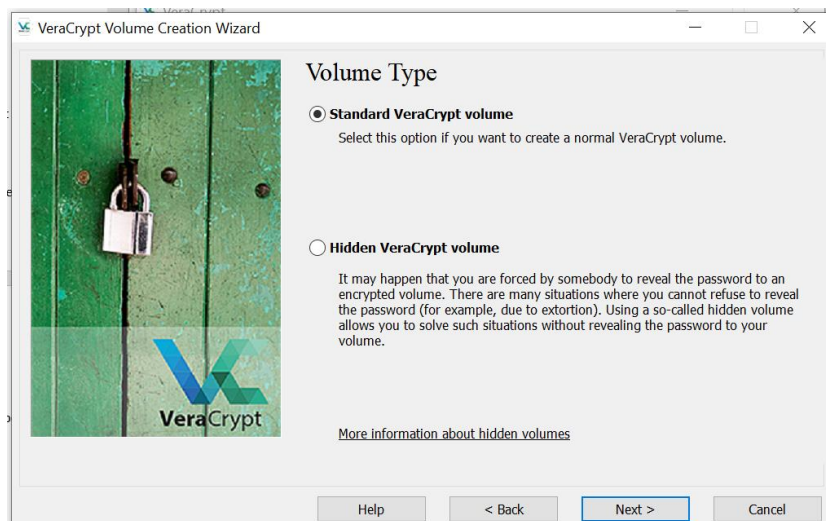 VeraCrypt
VeraCrypt Volume Creation Wizard
Volume Type
Standard VeraCrypt volume
Select this option if you want to create a normal VeraCrypt volume.
Hidden VeraCrypt volume
It may happen that you are forced by somebody to reveal the password to an
encrypted volume. There are many situations where you cannot refuse to reveal
the password (for example, due to extortion). Using a so-called hidden volume
allows you to solve such situations without revealing the password to your
volume.
VeraCrypt
More information about hidden volumes
Help
< Back
Next >
Cancel